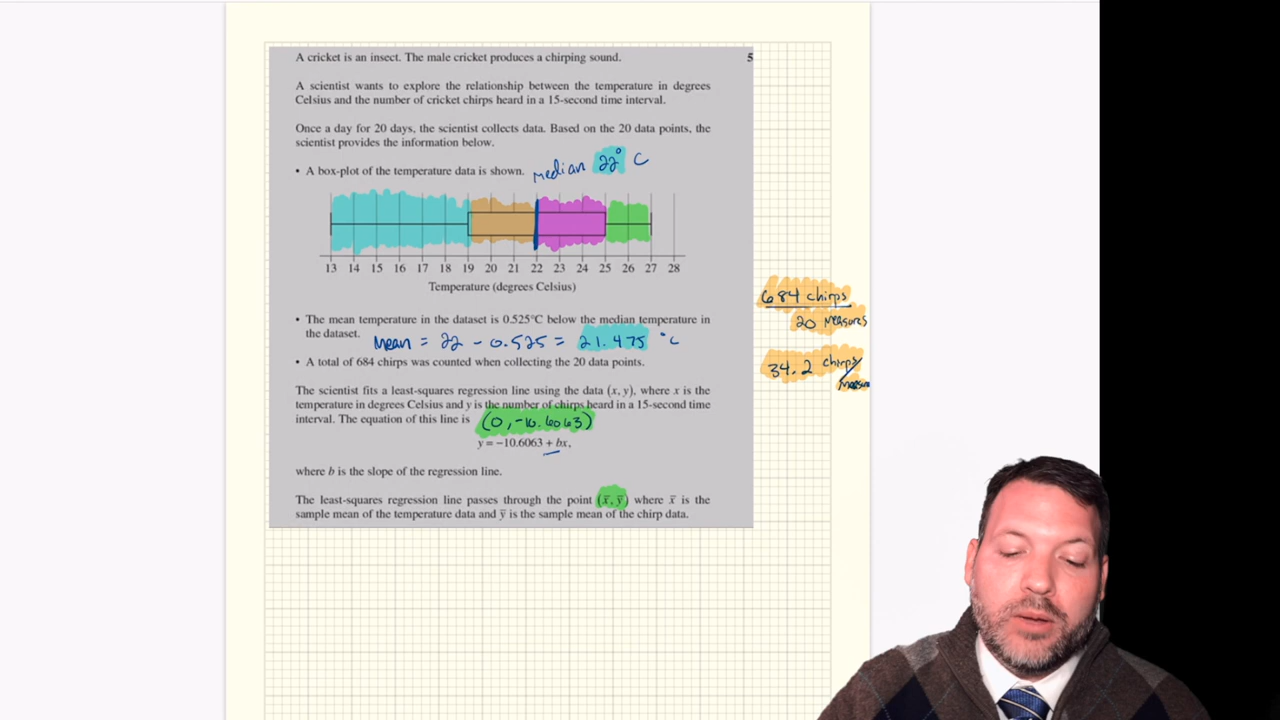 A cricket is an insect. The male cricket produces a chirping sound.
5
A scientist wants to explore the relationship between the temperature in degrees
Celsius and the number of cricket chirps heard in a 15-second time interval.
Once a day for 20 days, the scientist collects data. Based on the 20 data points, the
scientist provides the information below.
• A box-plot of the temperature data is shown. median 22° C
13 14 15 16 17 18 19 20 21 22 23 24 25 26 27 28
Temperature (degrees Celsius)
684 chirps
20 measures
• The mean temperature in the dataset is 0.525°C below the median temperature in
the dataset.
Mean = 22 - 0.525 = 21.475 °C
• A total of 684 chirps was counted when collecting the 20 data points.
34.2 chirps/
measure
The scientist fits a least-squares regression line using the data (x, y), where x is the
temperature in degrees Celsius and y is the number of chirps heard in a 15-second time
interval. The equation of this line is (0, -10.6063)
y = −10.6063 + bx,
where b is the slope of the regression line.
The least-squares regression line passes through the point (x̄, ȳ) where x̄ is the
sample mean of the temperature data and ȳ is the sample mean of the chirp data.